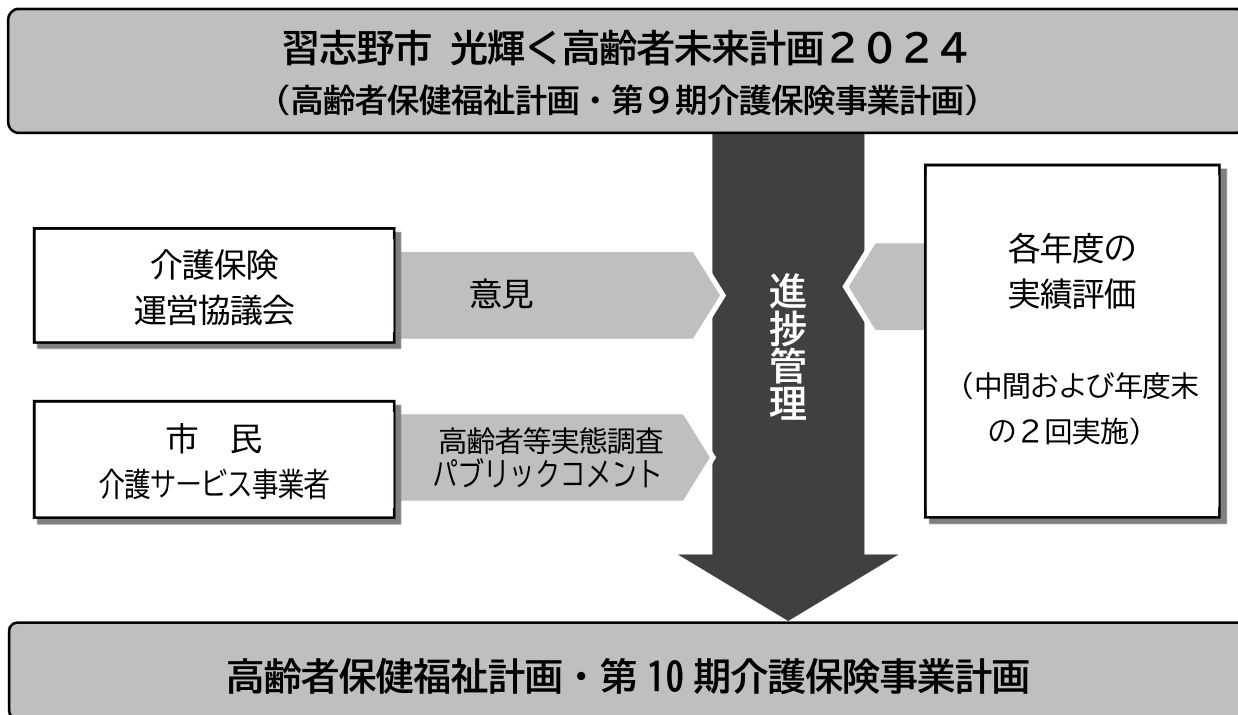 習志野市 光輝く高齢者未来計画２０２４
（高齢者保健福祉計画・第９期介護保険事業計画）
介護保険
運営協議会
意見
市　民
介護サービス事業者
高齢者等実態調査
パブリックコメント
進捗管理
各年度の
実績評価
（中間および年度末
の２回実施）
高齢者保健福祉計画・第 10 期介護保険事業計画